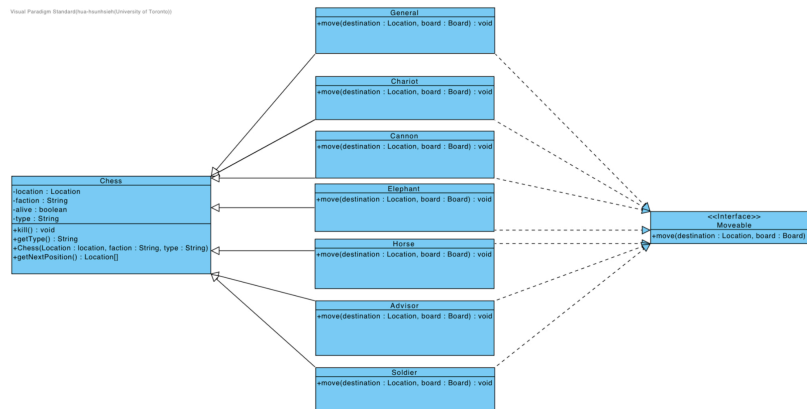 Visual Paradigm Standard(hua-hsunhsieh(University of Toronto))
General
+move(destination : Location, board : Board) : void
Chariot
+move(destination : Location, board : Board) : void
Cannon
+move(destination : Location, board : Board) : void
Chess
-location : Location
-faction : String
-alive : boolean
-type : String
+kill() : void
+getType() : String
+Chess(Location : location, faction : String, type : String)
+getNextPosition() : Location[]
Elephant
+move(destination : Location, board : Board) : void
<<Interface>>
Moveable
+move(destination : Location, board : Board)
Horse
+move(destination : Location, board : Board) : void
Advisor
+move(destination : Location, board : Board) : void
Soldier
+move(destination : Location, board : Board) : void